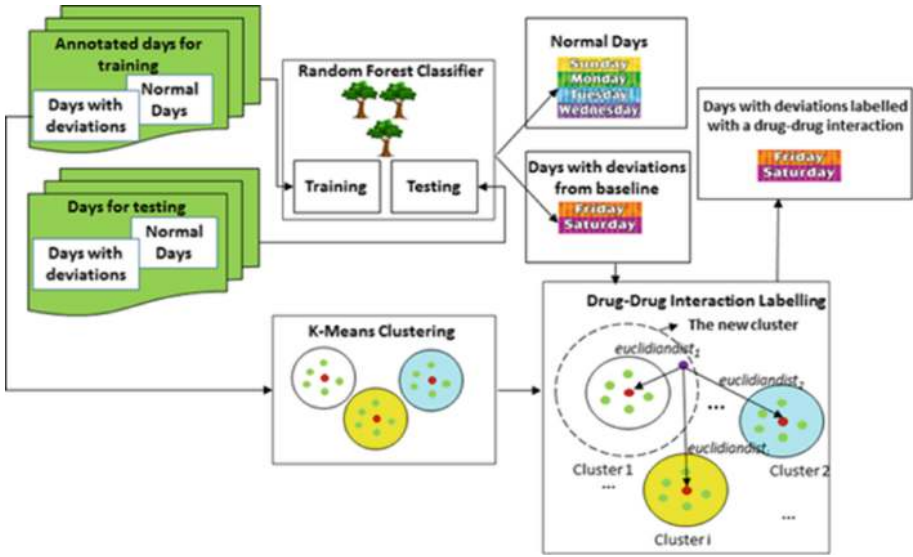 Annotated days for
training
Normal
Days
Days with
deviations
Days for testing
Normal
Days
Days with
deviations
Random Forest Classifier
Training
Testing
Normal Days
Sunday
Monday
Tuesday
Wednesday
Days with deviations
from baseline
Friday
Saturday
Days with deviations labelled
with a drug-drug interaction
Friday
Saturday
K-Means Clustering
Drug-Drug Interaction Labelling
The new cluster
euclidiandist1
euclidiandist2
...
euclidiandisti
Cluster 1
...
Cluster 2
...
Cluster i